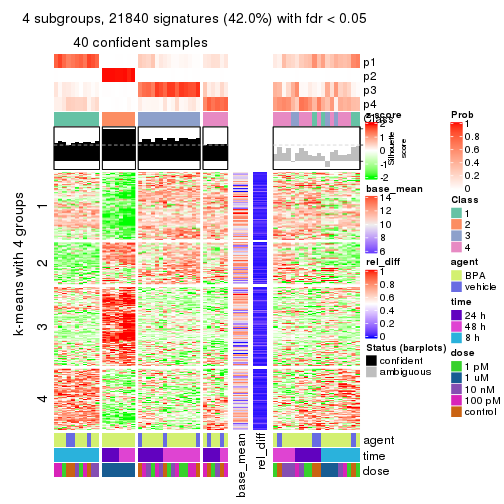 4 subgroups, 21840 signatures (42.0%) with fdr < 0.05
40 confident samples
p1
p2
p3
p4
Class
z-score
2
1
0
-1
-2
Silhouette score
k-means with 4 groups
1
2
3
4
base_mean
14
12
10
8
6
rel_diff
1
0.8
0.6
0.4
0.2
0
Status (barplots)
confident
ambiguous
Prob
1
0.8
0.6
0.4
0.2
0
Class
1
2
3
4
agent
BPA
vehicle
time
24 h
48 h
8 h
dose
1 pM
1 uM
10 nM
100 pM
control
agent
time
dose
base_mean
rel_diff